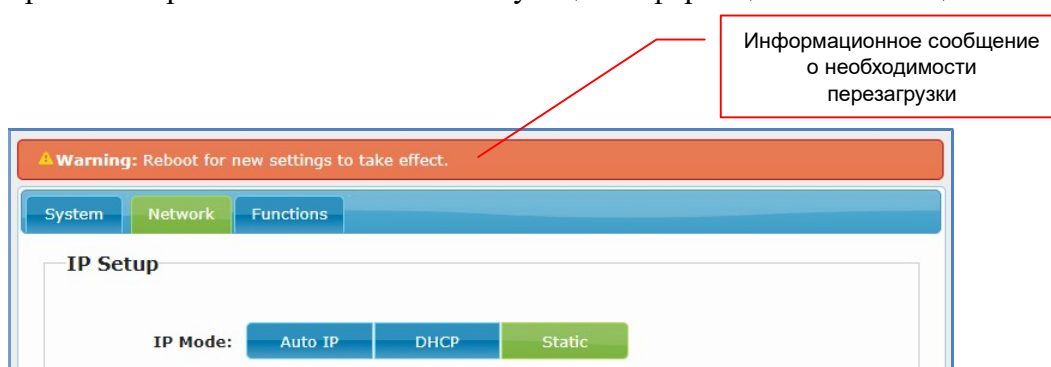 Информационное сообщение
о необходимости
перезагрузки
Warning: Reboot for new settings to take effect.
System Network Functions
IP Setup
IP Mode: Auto IP DHCP Static